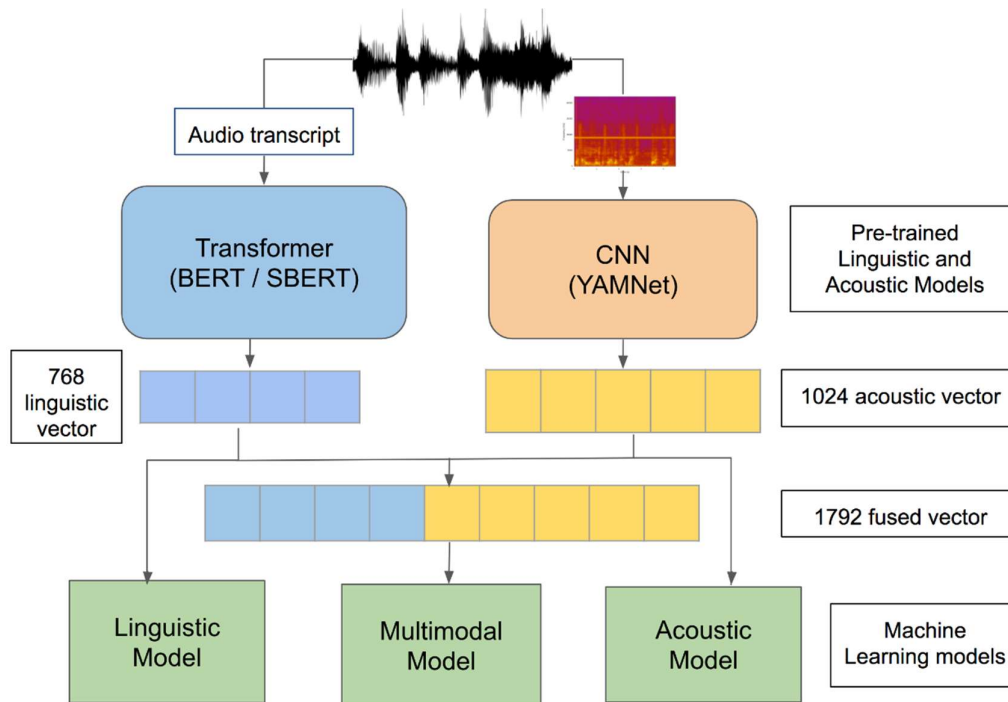 Audio transcript
Transformer
(BERT / SBERT)
CNN
(YAMNet)
Pre-trained
Linguistic and
Acoustic Models
768
linguistic
vector
1024 acoustic vector
1792 fused vector
Linguistic
Model
Multimodal
Model
Acoustic
Model
Machine
Learning models